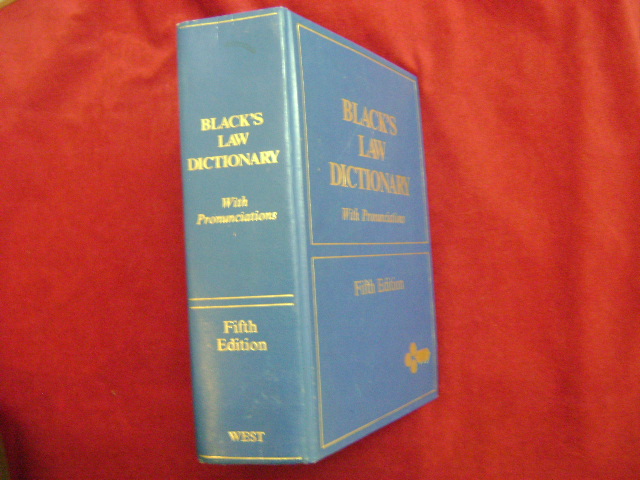 BLACK'S
LAW
DICTIONARY
With
Pronunciations
Fifth
Edition
WEST
BLACK'S
LAW
DICTIONARY
With Pronunciations
Fifth Edition